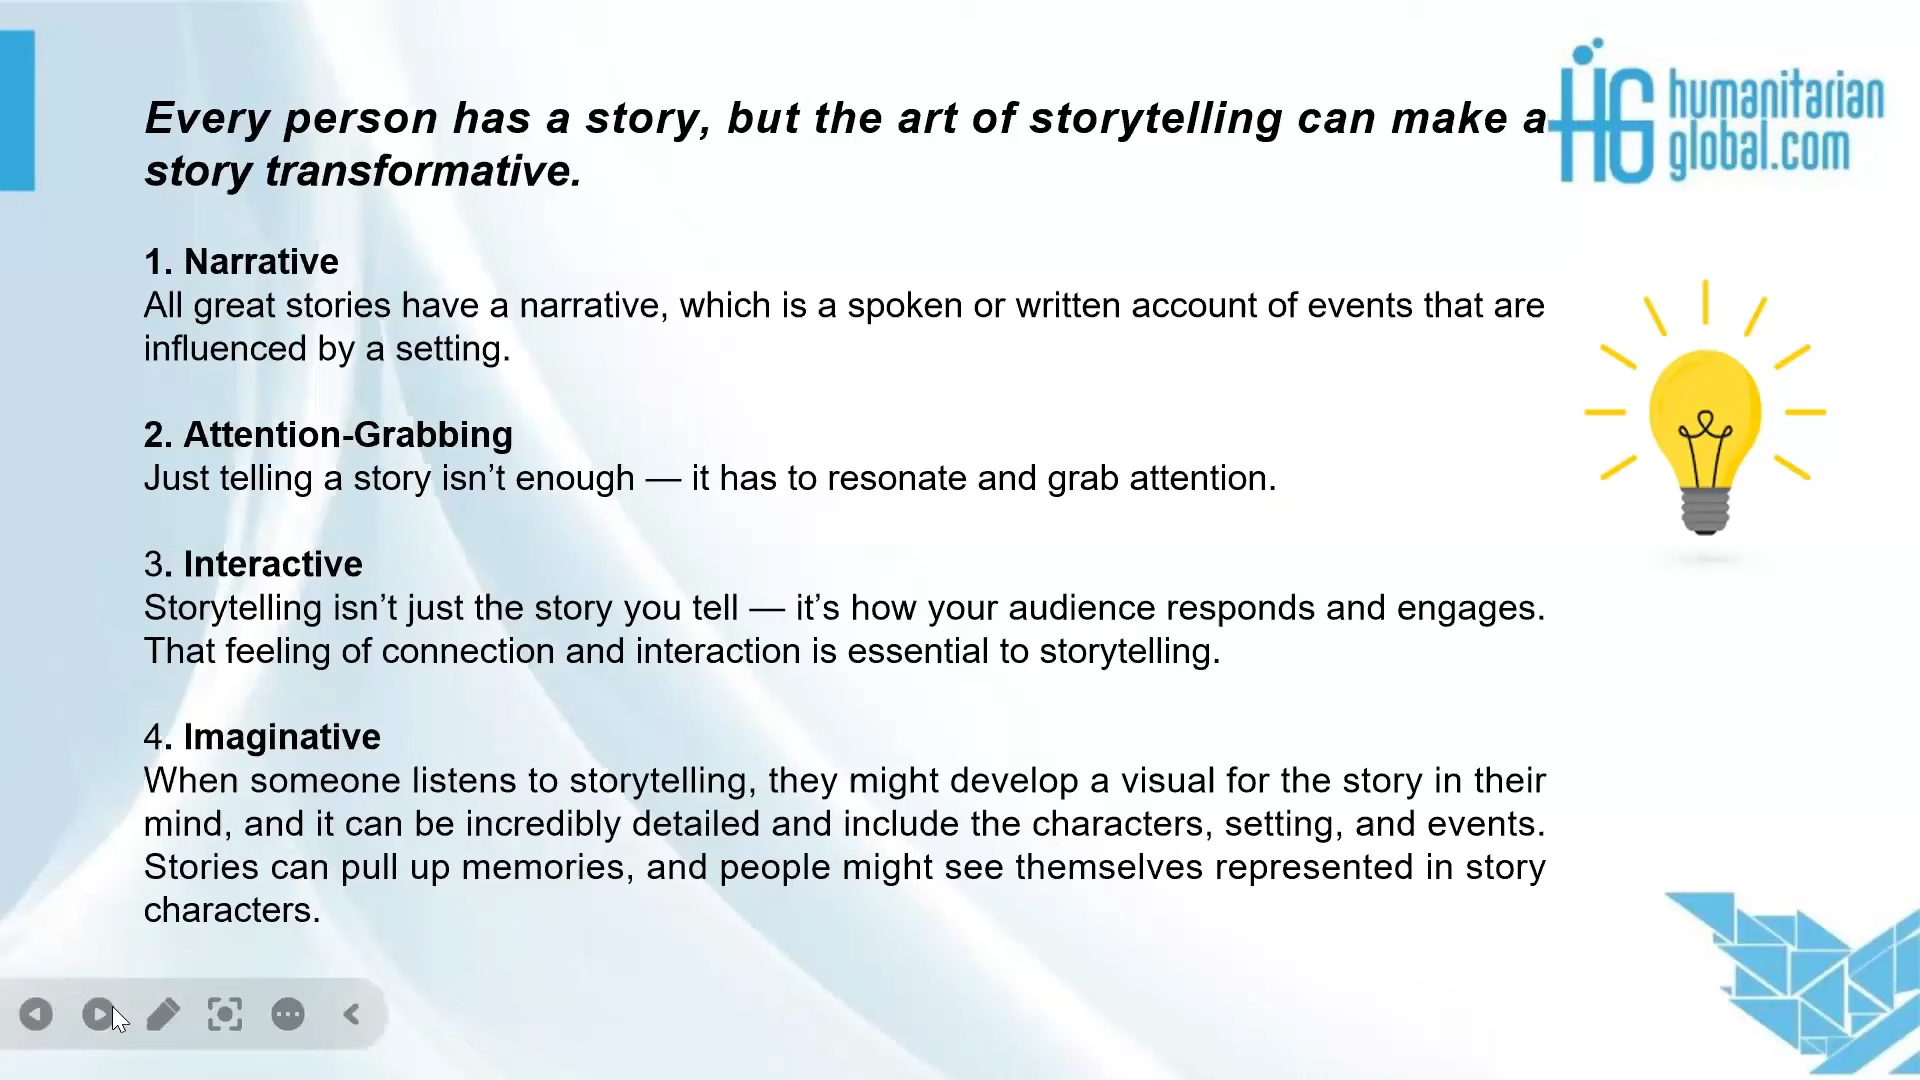 Every person has a story, but the art of storytelling can make a
story transformative.
HG humanitarian
global.com
1. Narrative
All great stories have a narrative, which is a spoken or written account of events that are
influenced by a setting.
2. Attention-Grabbing
Just telling a story isn’t enough — it has to resonate and grab attention.
3. Interactive
Storytelling isn’t just the story you tell — it’s how your audience responds and engages.
That feeling of connection and interaction is essential to storytelling.
4. Imaginative
When someone listens to storytelling, they might develop a visual for the story in their
mind, and it can be incredibly detailed and include the characters, setting, and events.
Stories can pull up memories, and people might see themselves represented in story
characters.